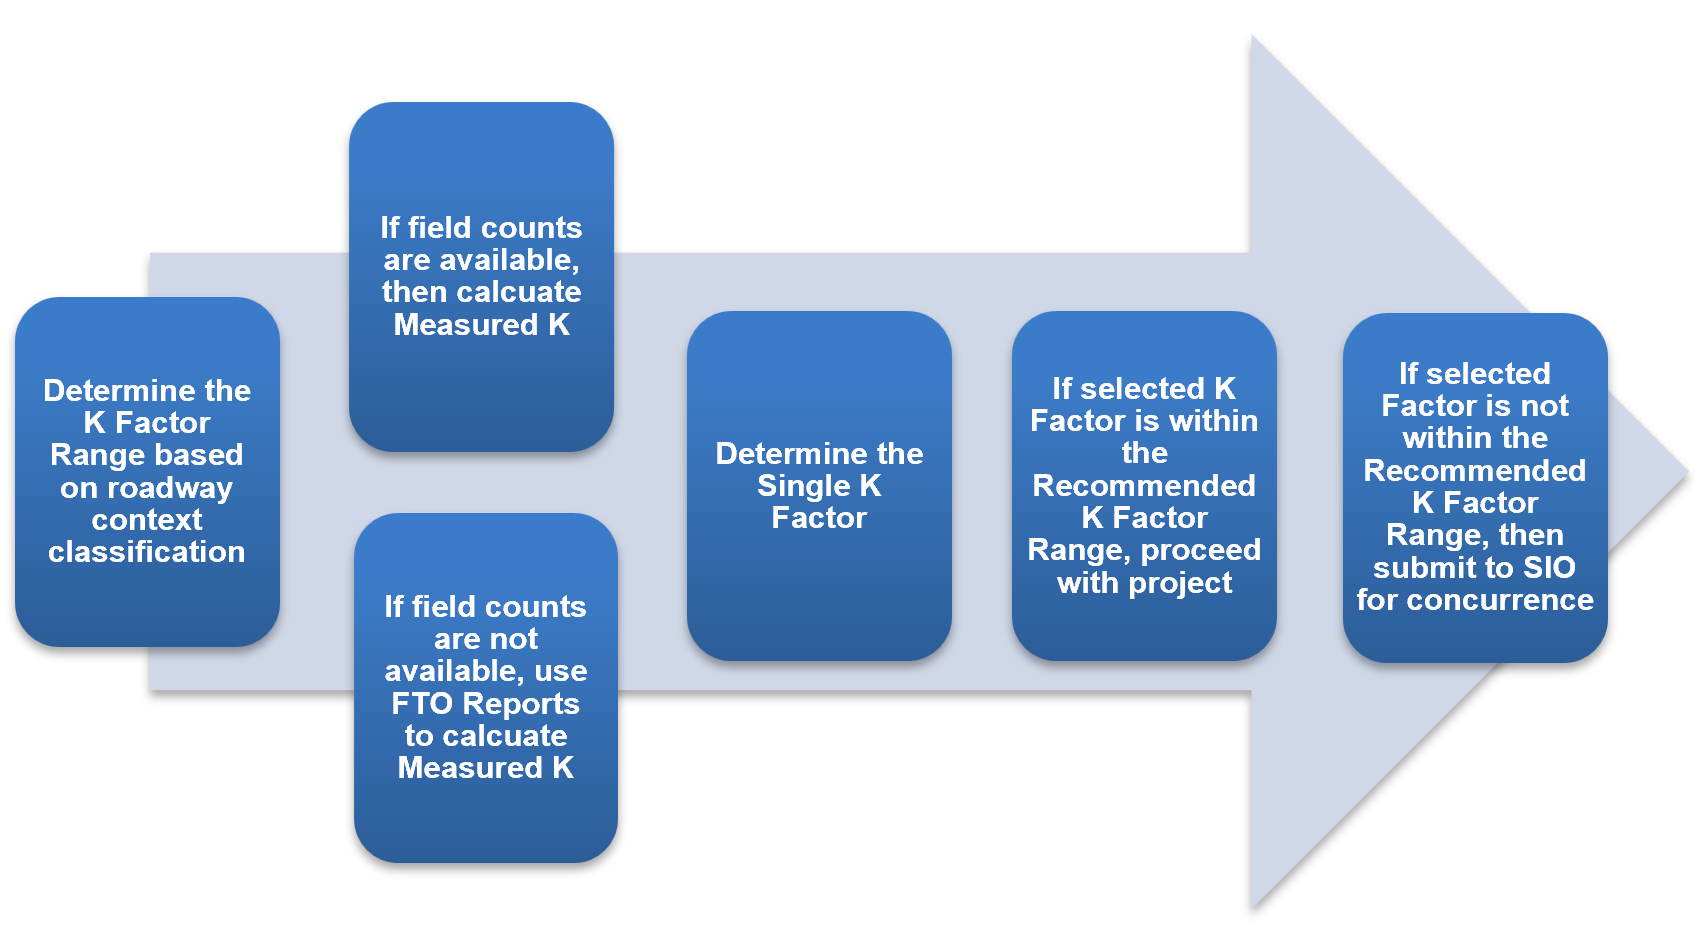 Determine the
K Factor
Range based
on roadway
context
classification
If field counts
are available,
then calcuate
Measured K
If field counts
are not
available, use
FTO Reports
to calcuate
Measured K
Determine the
Single K
Factor
If selected K
Factor is within
the
Recommended
K Factor
Range, proceed
with project
If selected
Factor is not
within the
Recommended
K Factor
Range, then
submit to SIO
for concurrence